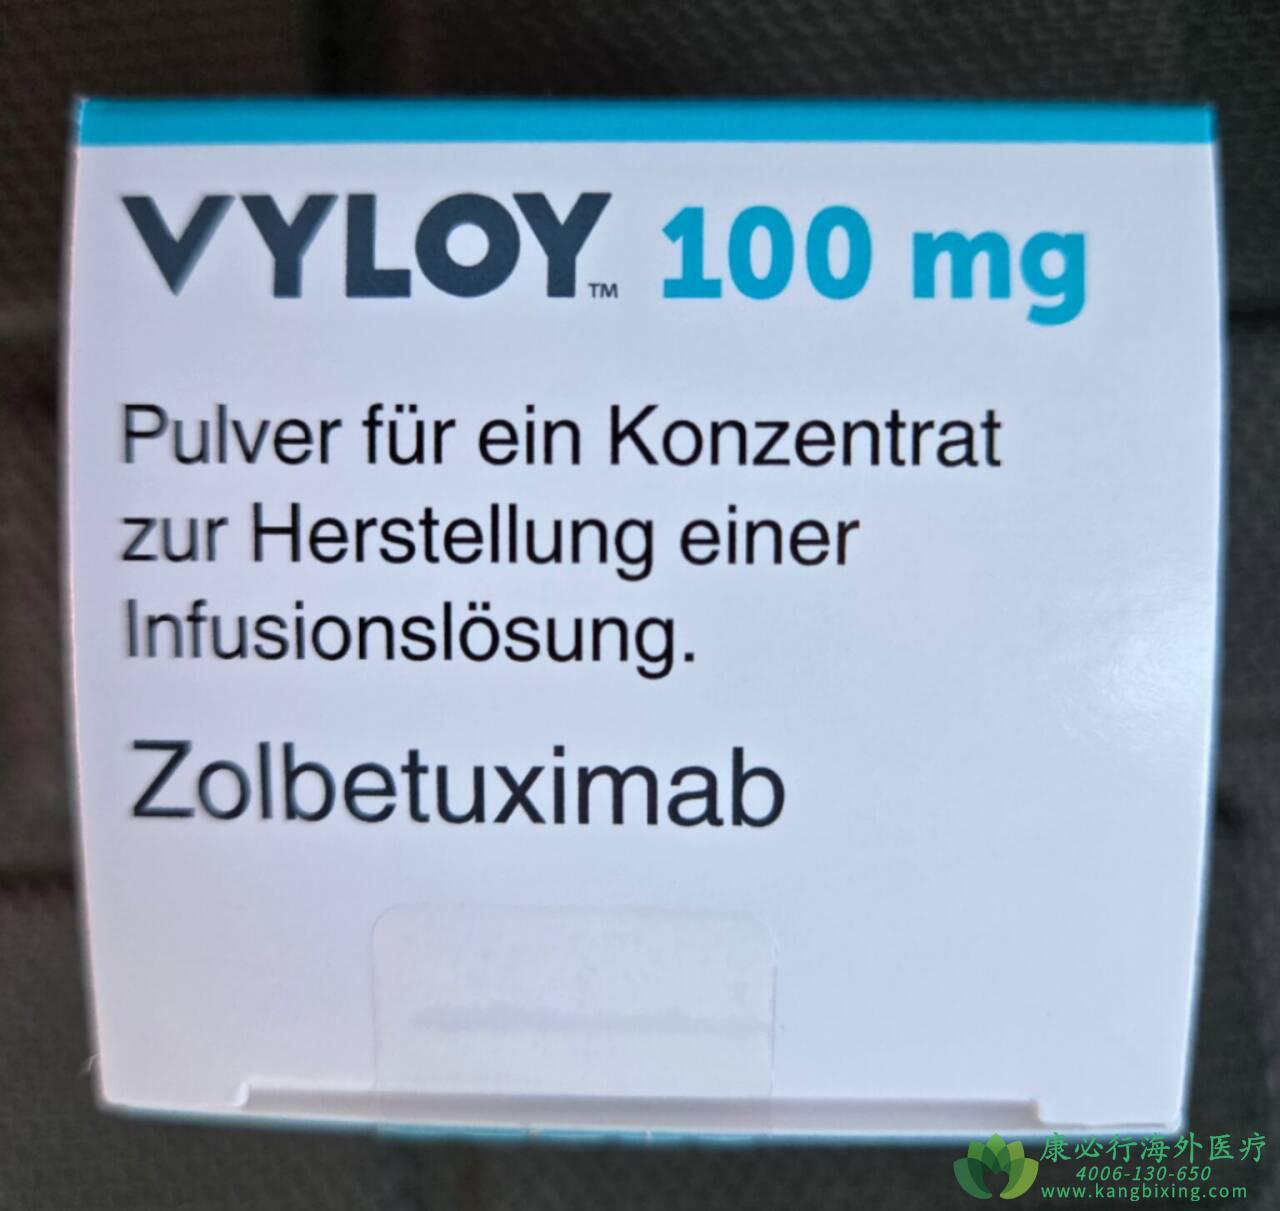 VYLOY™ 100 mg
Pulver für ein Konzentrat
zur Herstellung einer
Infusionslösung.
Zolbetuximab
康必行海外医疗
4006-130-650
www.kangbixing.com